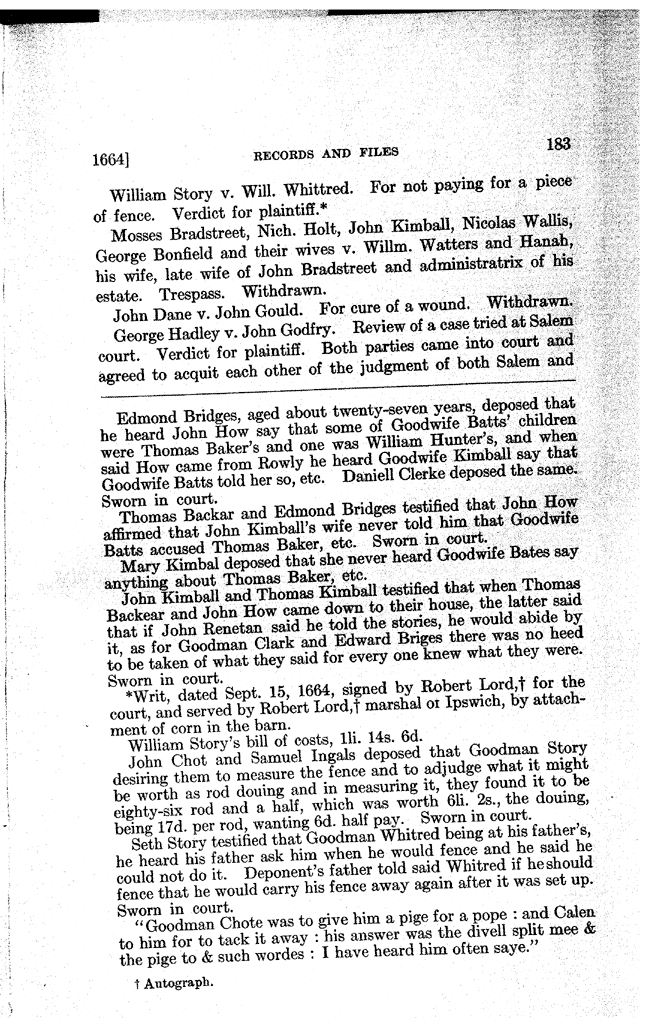 1664] RECORDS AND FILES 183
William Story v. Will. Whittred. For not paying for a piece
of fence. Verdict for plaintiff.*
Mosses Bradstreet, Nich. Holt, John Kimball, Nicolas Wallis,
George Bonfield and their wives v. Willm. Watters and Hanah,
his wife, late wife of John Bradstreet and administratrix of his
estate. Trespass. Withdrawn.
John Dane v. John Gould. For cure of a wound. Withdrawn.
George Hadley v. John Godfry. Review of a case tried at Salem
court. Verdict for plaintiff. Both parties came into court and
agreed to acquit each other of the judgment of both Salem and
Edmond Bridges, aged about twenty-seven years, deposed that
he heard John How say that some of Goodwife Batts' children
were Thomas Baker's and one was William Hunter's, and when
said How came from Rowly he heard Goodwife Kimball say that
Goodwife Batts told her so, etc. Daniell Clerke deposed the same.
Sworn in court.
Thomas Backar and Edmond Bridges testified that John How
affirmed that John Kimball's wife never told him that Goodwife
Batts accused Thomas Baker, etc. Sworn in court.
Mary Kimbal deposed that she never heard Goodwife Bates say
anything about Thomas Baker, etc.
John Kimball and Thomas Kimball testified that when Thomas
Backear and John How came down to their house, the latter said
that if John Renetan said he told the stories, he would abide by
it, as for Goodman Clark and Edward Briges there was no heed
to be taken of what they said for every one knew what they were.
Sworn in court.
*Writ, dated Sept. 15, 1664, signed by Robert Lord,† for the
court, and served by Robert Lord,† marshal or Ipswich, by attach-
ment of corn in the barn.
William Story's bill of costs, 1li. 14s. 6d.
John Chot and Samuel Ingals deposed that Goodman Story
desiring them to measure the fence and to adjudge what it might
be worth as rod douing and in measuring it, they found it to be
eighty-six rod and a half, which was worth 6li. 2s., the douing,
being 17d. per rod, wanting 6d. half pay. Sworn in court.
Seth Story testified that Goodman Whitred being at his father's,
he heard his father ask him when he would fence and he said he
could not do it. Deponent's father told said Whitred if he should
fence that he would carry his fence away again after it was set up.
Sworn in court.
"Goodman Chote was to give him a pige for a pope : and Calen
to him for to tack it away : his answer was the divell split mee &
the pige to & such wordes : I have heard him often saye."
† Autograph.